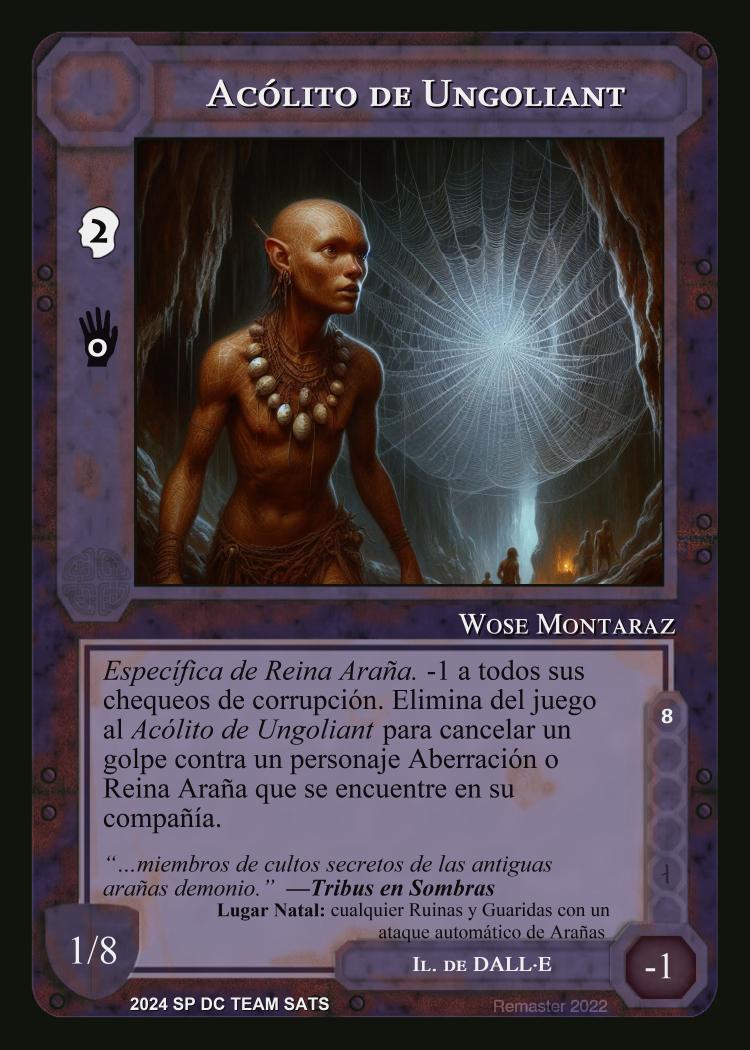 Acólito de Ungoliant
2
0
Wose Montaraz
Específica de Reina Araña. -1 a todos sus
chequeos de corrupción. Elimina del juego
al Acólito de Ungoliant para cancelar un
golpe contra un personaje Aberración o
Reina Araña que se encuentre en su
compañía.
8
“...miembros de cultos secretos de las antiguas
arañas demonio.” —Tribus en Sombras
Lugar Natal: cualquier Ruinas y Guaridas con un
ataque automático de Arañas
1/8
Il. de DALL·E
-1
2024 SP DC TEAM SATS
Remaster 2022